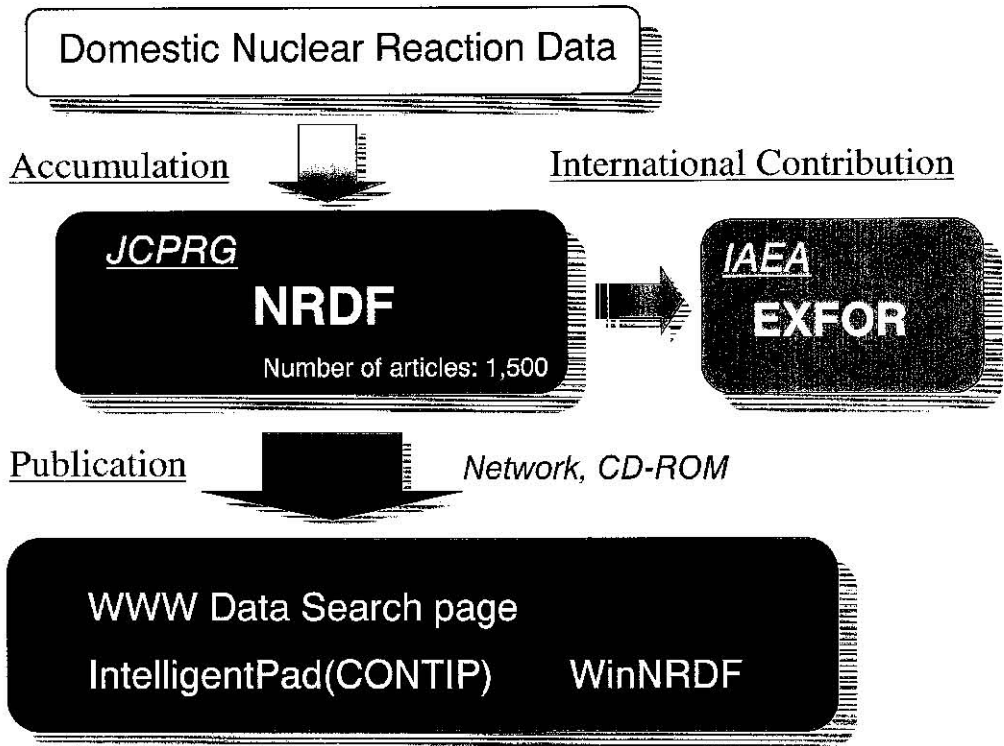 Domestic Nuclear Reaction Data
Accumulation
International Contribution
JCPRG
NRDF
Number of articles: 1,500
IAEA
EXFOR
Publication
Network, CD-ROM
WWW Data Search page
IntelligentPad(CONTIP) WinNRDF